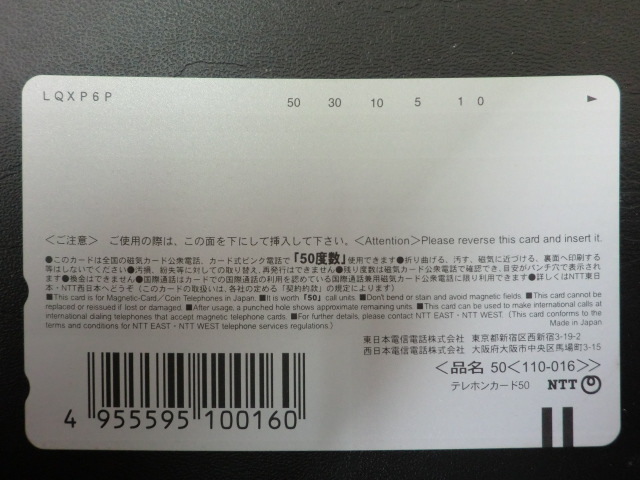 LQXP6P
50 30 10 5 1 0
＜ご注意＞ ご使用の際は、この面を下にして挿入して下さい。＜Attention＞Please reverse this card and insert it.
●このカードは全国の磁気カード公衆電話、カード式ピンク電話で「50度数」使用できます●折り曲げる、汚す、磁気に近づける、裏面へ印刷する
等はしないでください●汚損、紛失等に対しての取り替え、再発行はできません●残り度数は磁気カード公衆電話で確認でき、目安がパンチ穴で表示され
ます●換金はできません●国際通話はカードでの国際通話の利用を認めている国際通話兼用磁気カード公衆電話に限り利用できます●詳しくはNTT東日
本・NTT西日本へどうぞ（このカードの取扱いは、各社の定める「契約約款」の規定によります）
■This card is for Magnetic-Card／Coin Telephones in Japan. ■It is worth「50」call units. ■Don't bend or stain and avoid magnetic fields. ■This card cannot be
replaced or reissued if lost or damaged. ■After usage, a punched hole shows approximate remaining units. ■This card can be used to make international calls at
international dialing telephones that accept magnetic telephone cards. ■For further details, please contact NTT EAST・NTT WEST. (This card conforms to the
terms and conditions for NTT EAST・NTT WEST telephone services regulations.) Made in Japan
東日本電信電話株式会社 東京都新宿区西新宿3-19-2
西日本電信電話株式会社 大阪府大阪市中央区馬場町3-15
＜品名 50＜110-016＞＞
テレホンカード50 NTT
4 955595 100160